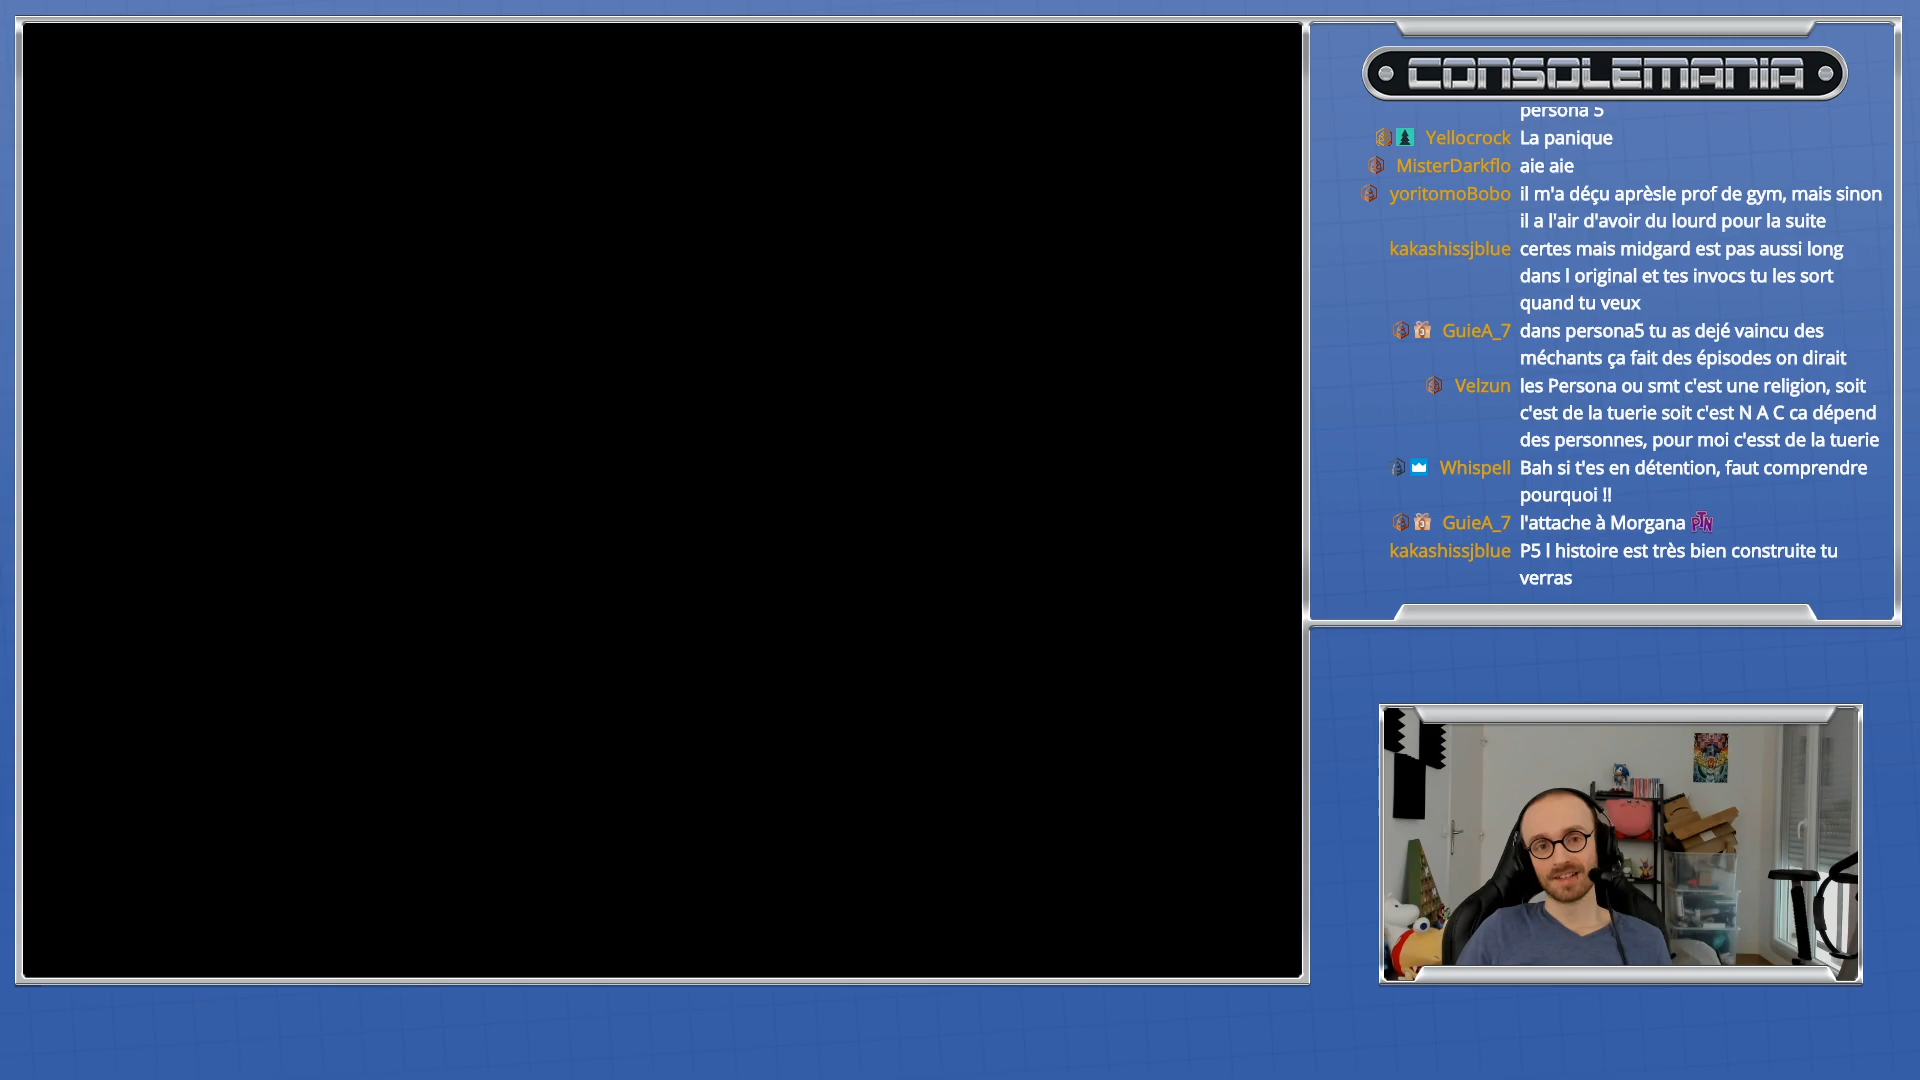 CONSOLEMANIA
persona 5
Yellocrock La panique
MisterDarkflo aie aie
yoritomoBobo il m'a déçu aprèsle prof de gym, mais sinon
il a l'air d'avoir du lourd pour la suite
kakashissjblue certes mais midgard est pas aussi long
dans l original et tes invocs tu les sort
quand tu veux
GuieA_7 dans persona5 tu as dejé vaincu des
méchants ça fait des épisodes on dirait
Velzun les Persona ou smt c'est une religion, soit
c'est de la tuerie soit c'est N A C ca dépend
des personnes, pour moi c'esst de la tuerie
Whispell Bah si t'es en détention, faut comprendre
pourquoi !!
GuieA_7 l'attache à Morgana PTN
kakashissjblue P5 l histoire est très bien construite tu
verras